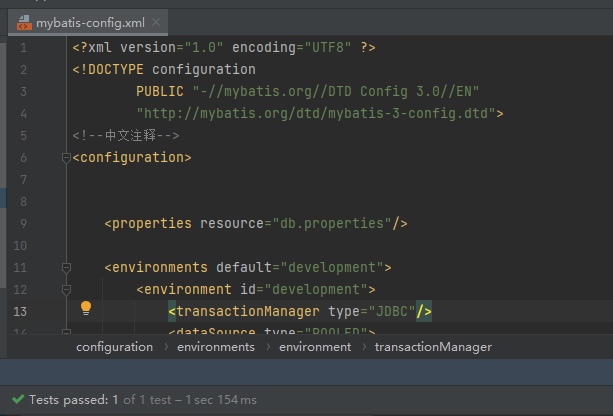 mybatis-config.xml
1 <?xml version="1.0" encoding="UTF8" ?>
2 <!DOCTYPE configuration
3 PUBLIC "-//mybatis.org//DTD Config 3.0//EN"
4 "http://mybatis.org/dtd/mybatis-3-config.dtd">
5 <!--中文注释-->
6 <configuration>
7
8
9 <properties resource="db.properties"/>
10
11 <environments default="development">
12 <environment id="development">
13 <transactionManager type="JDBC"/>
14 <dataSource type="POOLED">
configuration > environments > environment > transactionManager
Tests passed: 1 of 1 test – 1 sec 154 ms